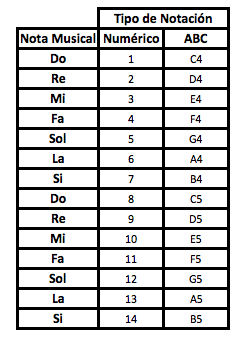 Tipo de Notación
Nota Musical Numérico ABC
Do 1 C4
Re 2 D4
Mi 3 E4
Fa 4 F4
Sol 5 G4
La 6 A4
Si 7 B4
Do 8 C5
Re 9 D5
Mi 10 E5
Fa 11 F5
Sol 12 G5
La 13 A5
Si 14 B5